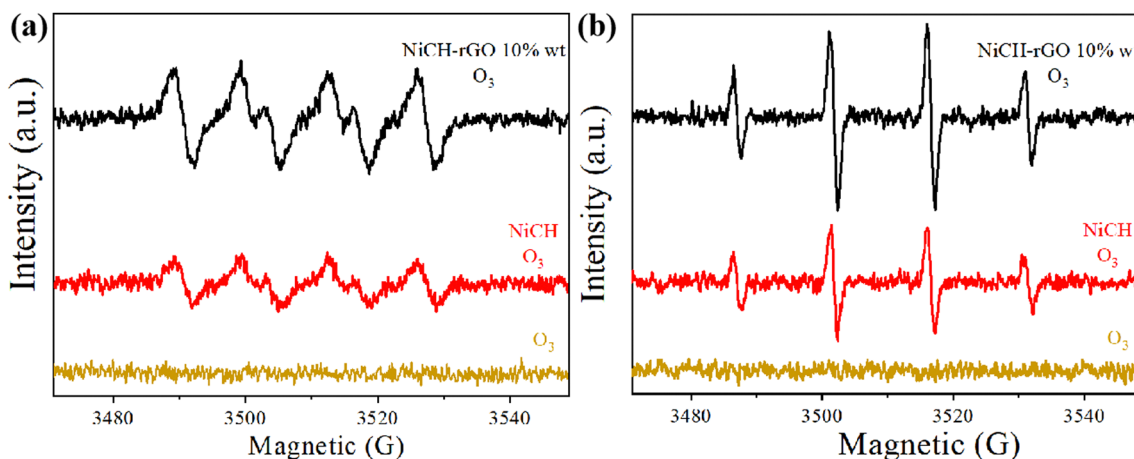 (a)
NiCH-rGO 10% wt
O3
NiCH
O3
O3
Intensity (a.u.)
3480 3500 3520 3540
Magnetic (G)
(b)
NiCH-rGO 10% w
O3
NiCH
O3
O3
Intensity (a.u.)
3480 3500 3520 3540
Magnetic (G)